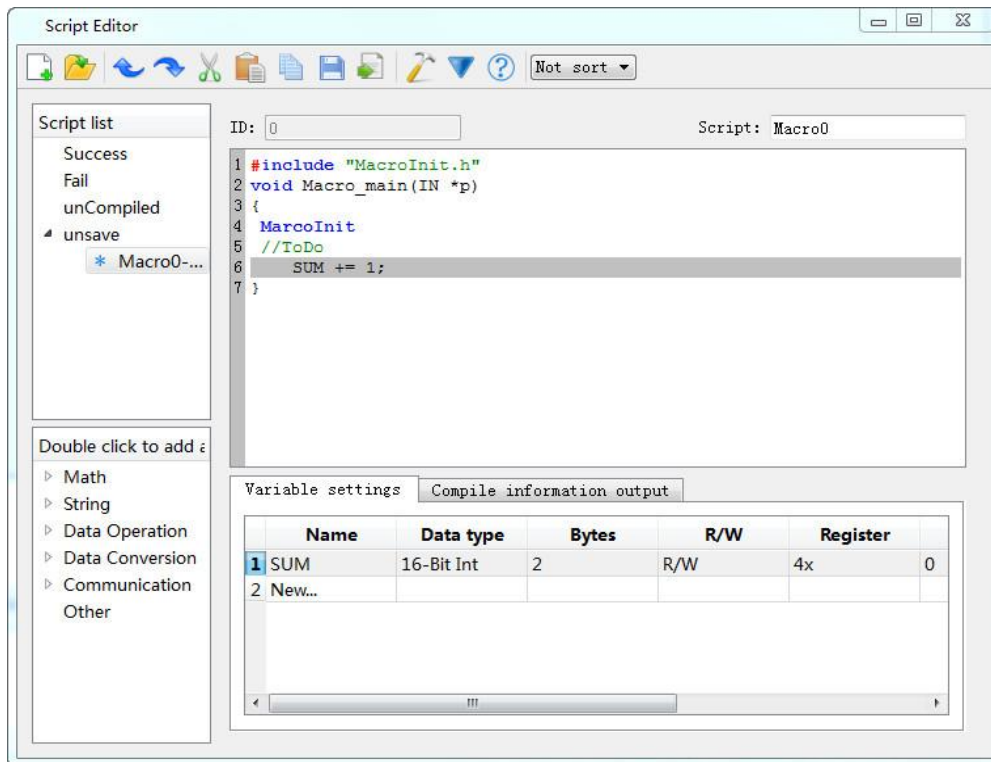 Script Editor
Not sort
Script list
Success
Fail
unCompiled
unsave
* Macro0-...
ID: 0
Script: Macro0
1 #include "MacroInit.h"
2 void Macro_main(IN *p)
3 {
4 MarcoInit
5 //ToDo
6 SUM += 1;
7 }
Double click to add a
Math
String
Data Operation
Data Conversion
Communication
Other
Variable settings
Compile information output
Name Data type Bytes R/W Register
1 SUM 16-Bit Int 2 R/W 4x 0
2 New...